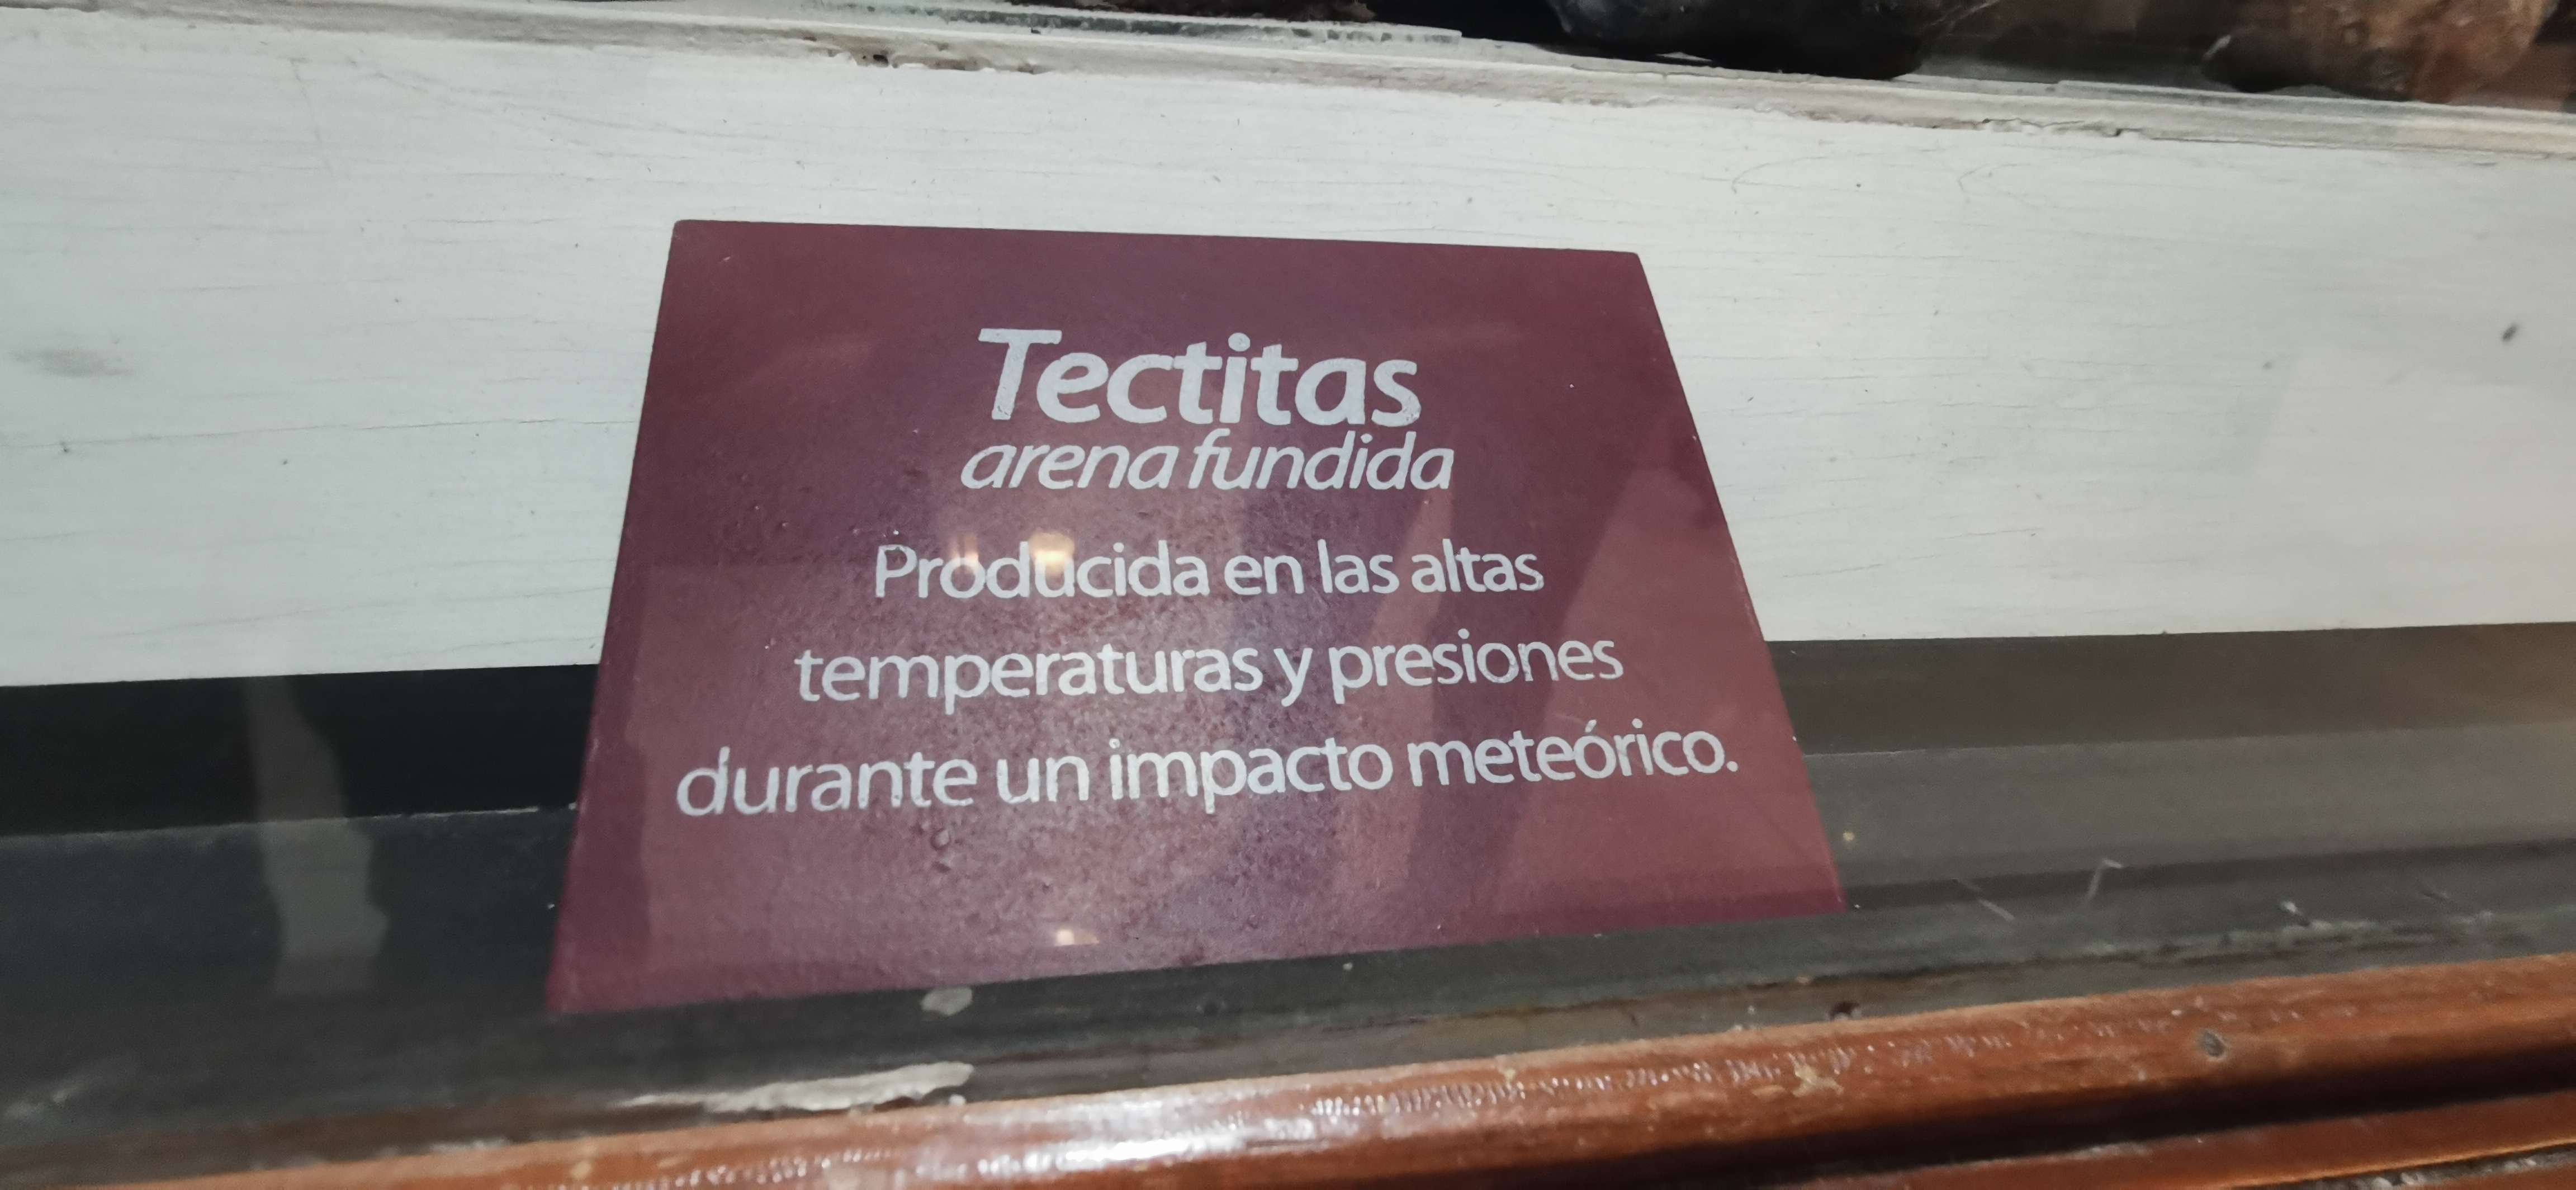 Tectitas
arena fundida
Producida en las altas
temperaturas y presiones
durante un impacto meteórico.